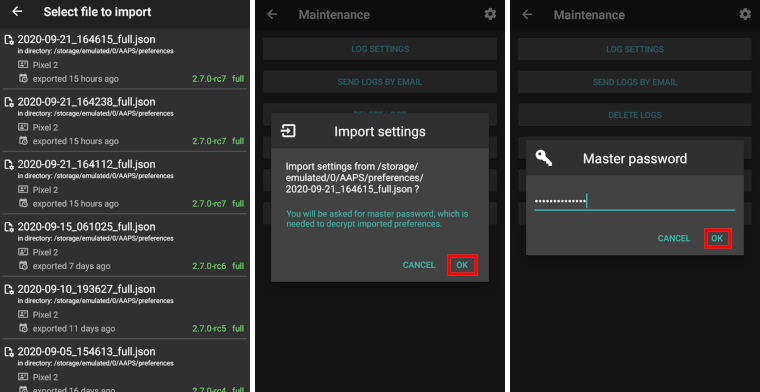 Select file to import
2020-09-21_164615_full.json
in directory: /storage/emulated/0/AAPS/preferences
Pixel 2
exported 15 hours ago 2.7.0-rc7 full
2020-09-21_164238_full.json
in directory: /storage/emulated/0/AAPS/preferences
Pixel 2
exported 15 hours ago 2.7.0-rc7 full
2020-09-21_164112_full.json
in directory: /storage/emulated/0/AAPS/preferences
Pixel 2
exported 15 hours ago 2.7.0-rc7 full
2020-09-15_061025_full.json
in directory: /storage/emulated/0/AAPS/preferences
Pixel 2
exported 7 days ago 2.7.0-rc6 full
2020-09-10_193627_full.json
in directory: /storage/emulated/0/AAPS/preferences
Pixel 2
exported 11 days ago 2.7.0-rc5 full
2020-09-05_154613_full.json
in directory: /storage/emulated/0/AAPS/preferences
Pixel 2
exported 16 days ago 2.7.0-rc4 full
Maintenance
LOG SETTINGS
SEND LOGS BY EMAIL
DELETE LOGS
Import settings
Import settings from /storage/
emulated/0/AAPS/preferences/
2020-09-21_164615_full.json ?
You will be asked for master password, which is
needed to decrypt imported preferences.
CANCEL OK
Maintenance
LOG SETTINGS
SEND LOGS BY EMAIL
DELETE LOGS
Master password
••••••••••••••
CANCEL OK